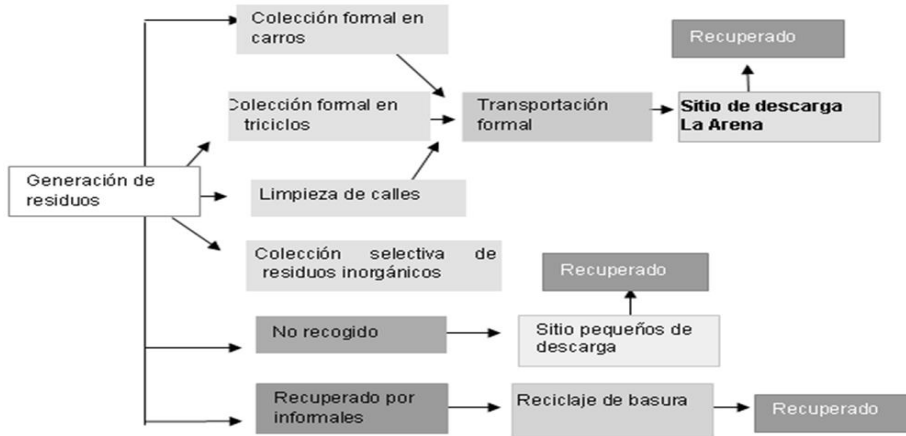 Colección formal en
carros
Recuperado
Colección formal en
triciclos
Transportación
formal
Sitio de descarga
La Arena
Generación de
residuos
Limpieza de calles
Colección selectiva de
residuos inorgánicos
Recuperado
No recogido
Sitio pequeños de
descarga
Recuperado por
informales
Reciclaje de basura
Recuperado